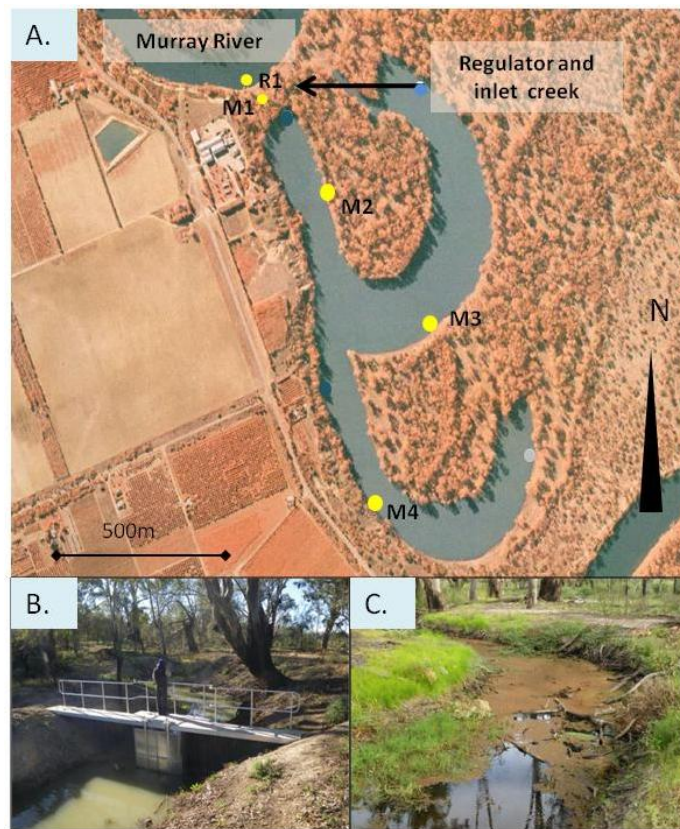 A.
Murray River
Regulator and
inlet creek
R1
M1
M2
M3
N
M4
500m
B.
C.